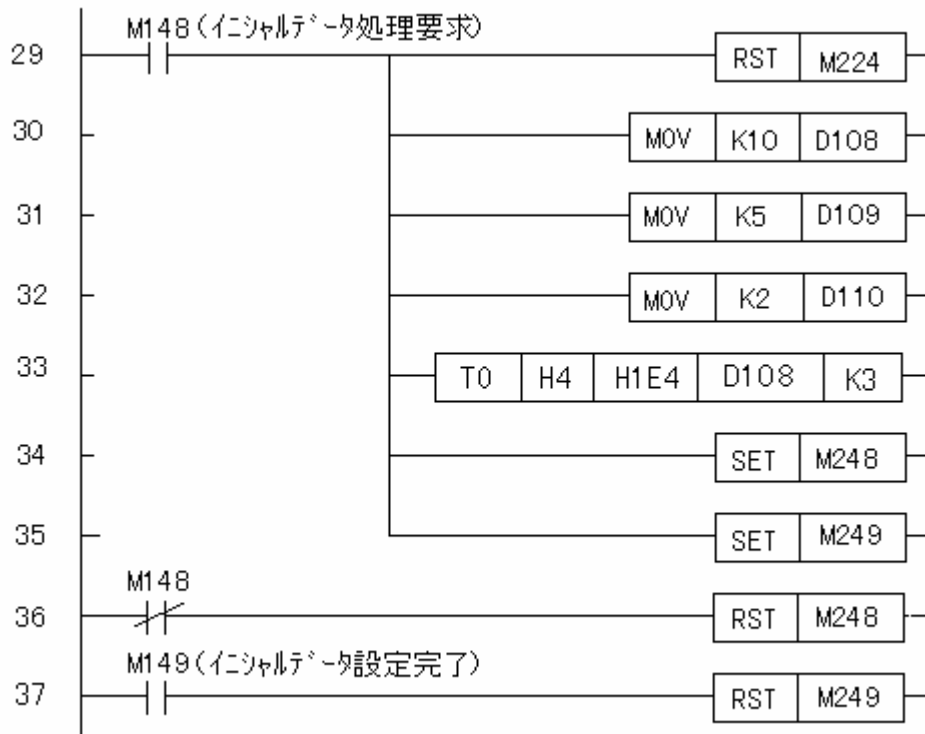 M148(ｲﾆｼｬﾙﾃﾞｰﾀ処理要求)
29 RST M224
30 MOV K10 D108
31 MOV K5 D109
32 MOV K2 D110
33 TO H4 H1E4 D108 K3
34 SET M248
35 SET M249
M148
36 RST M248
M149(ｲﾆｼｬﾙﾃﾞｰﾀ設定完了)
37 RST M249